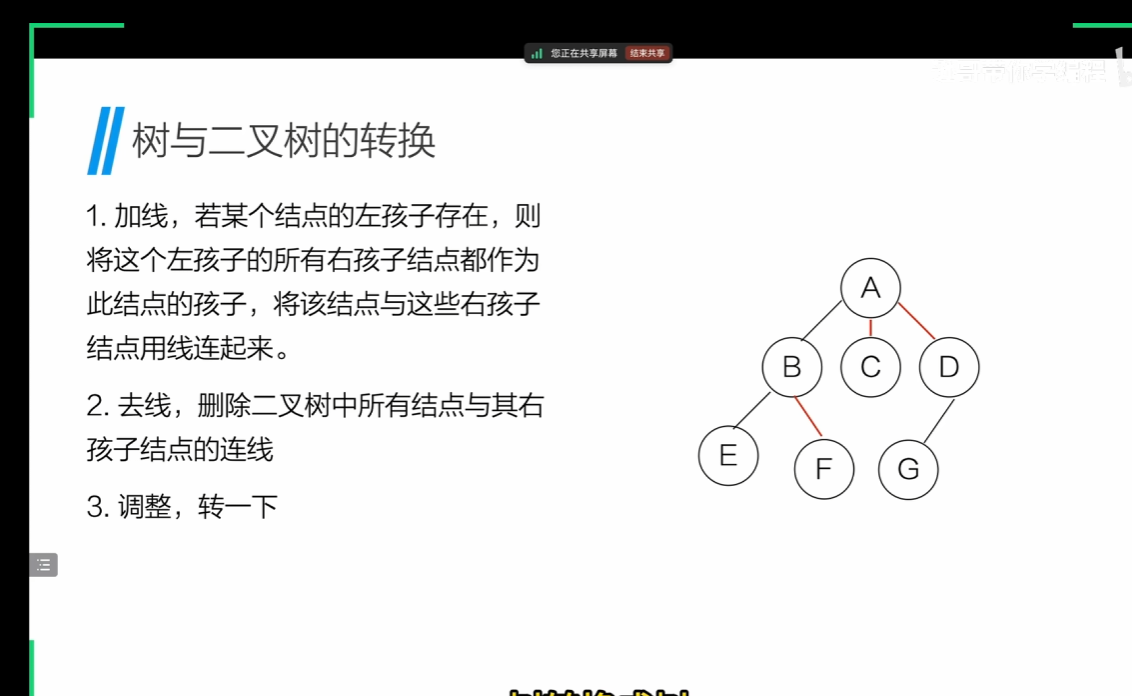 您正在共享屏幕 结束共享
树与二叉树的转换
1. 加线，若某个结点的左孩子存在，则
将这个左孩子的所有右孩子结点都作为
此结点的孩子，将该结点与这些右孩子
结点用线连起来。
2. 去线，删除二叉树中所有结点与其右
孩子结点的连线
3. 调整，转一下
A
B C D
E F G